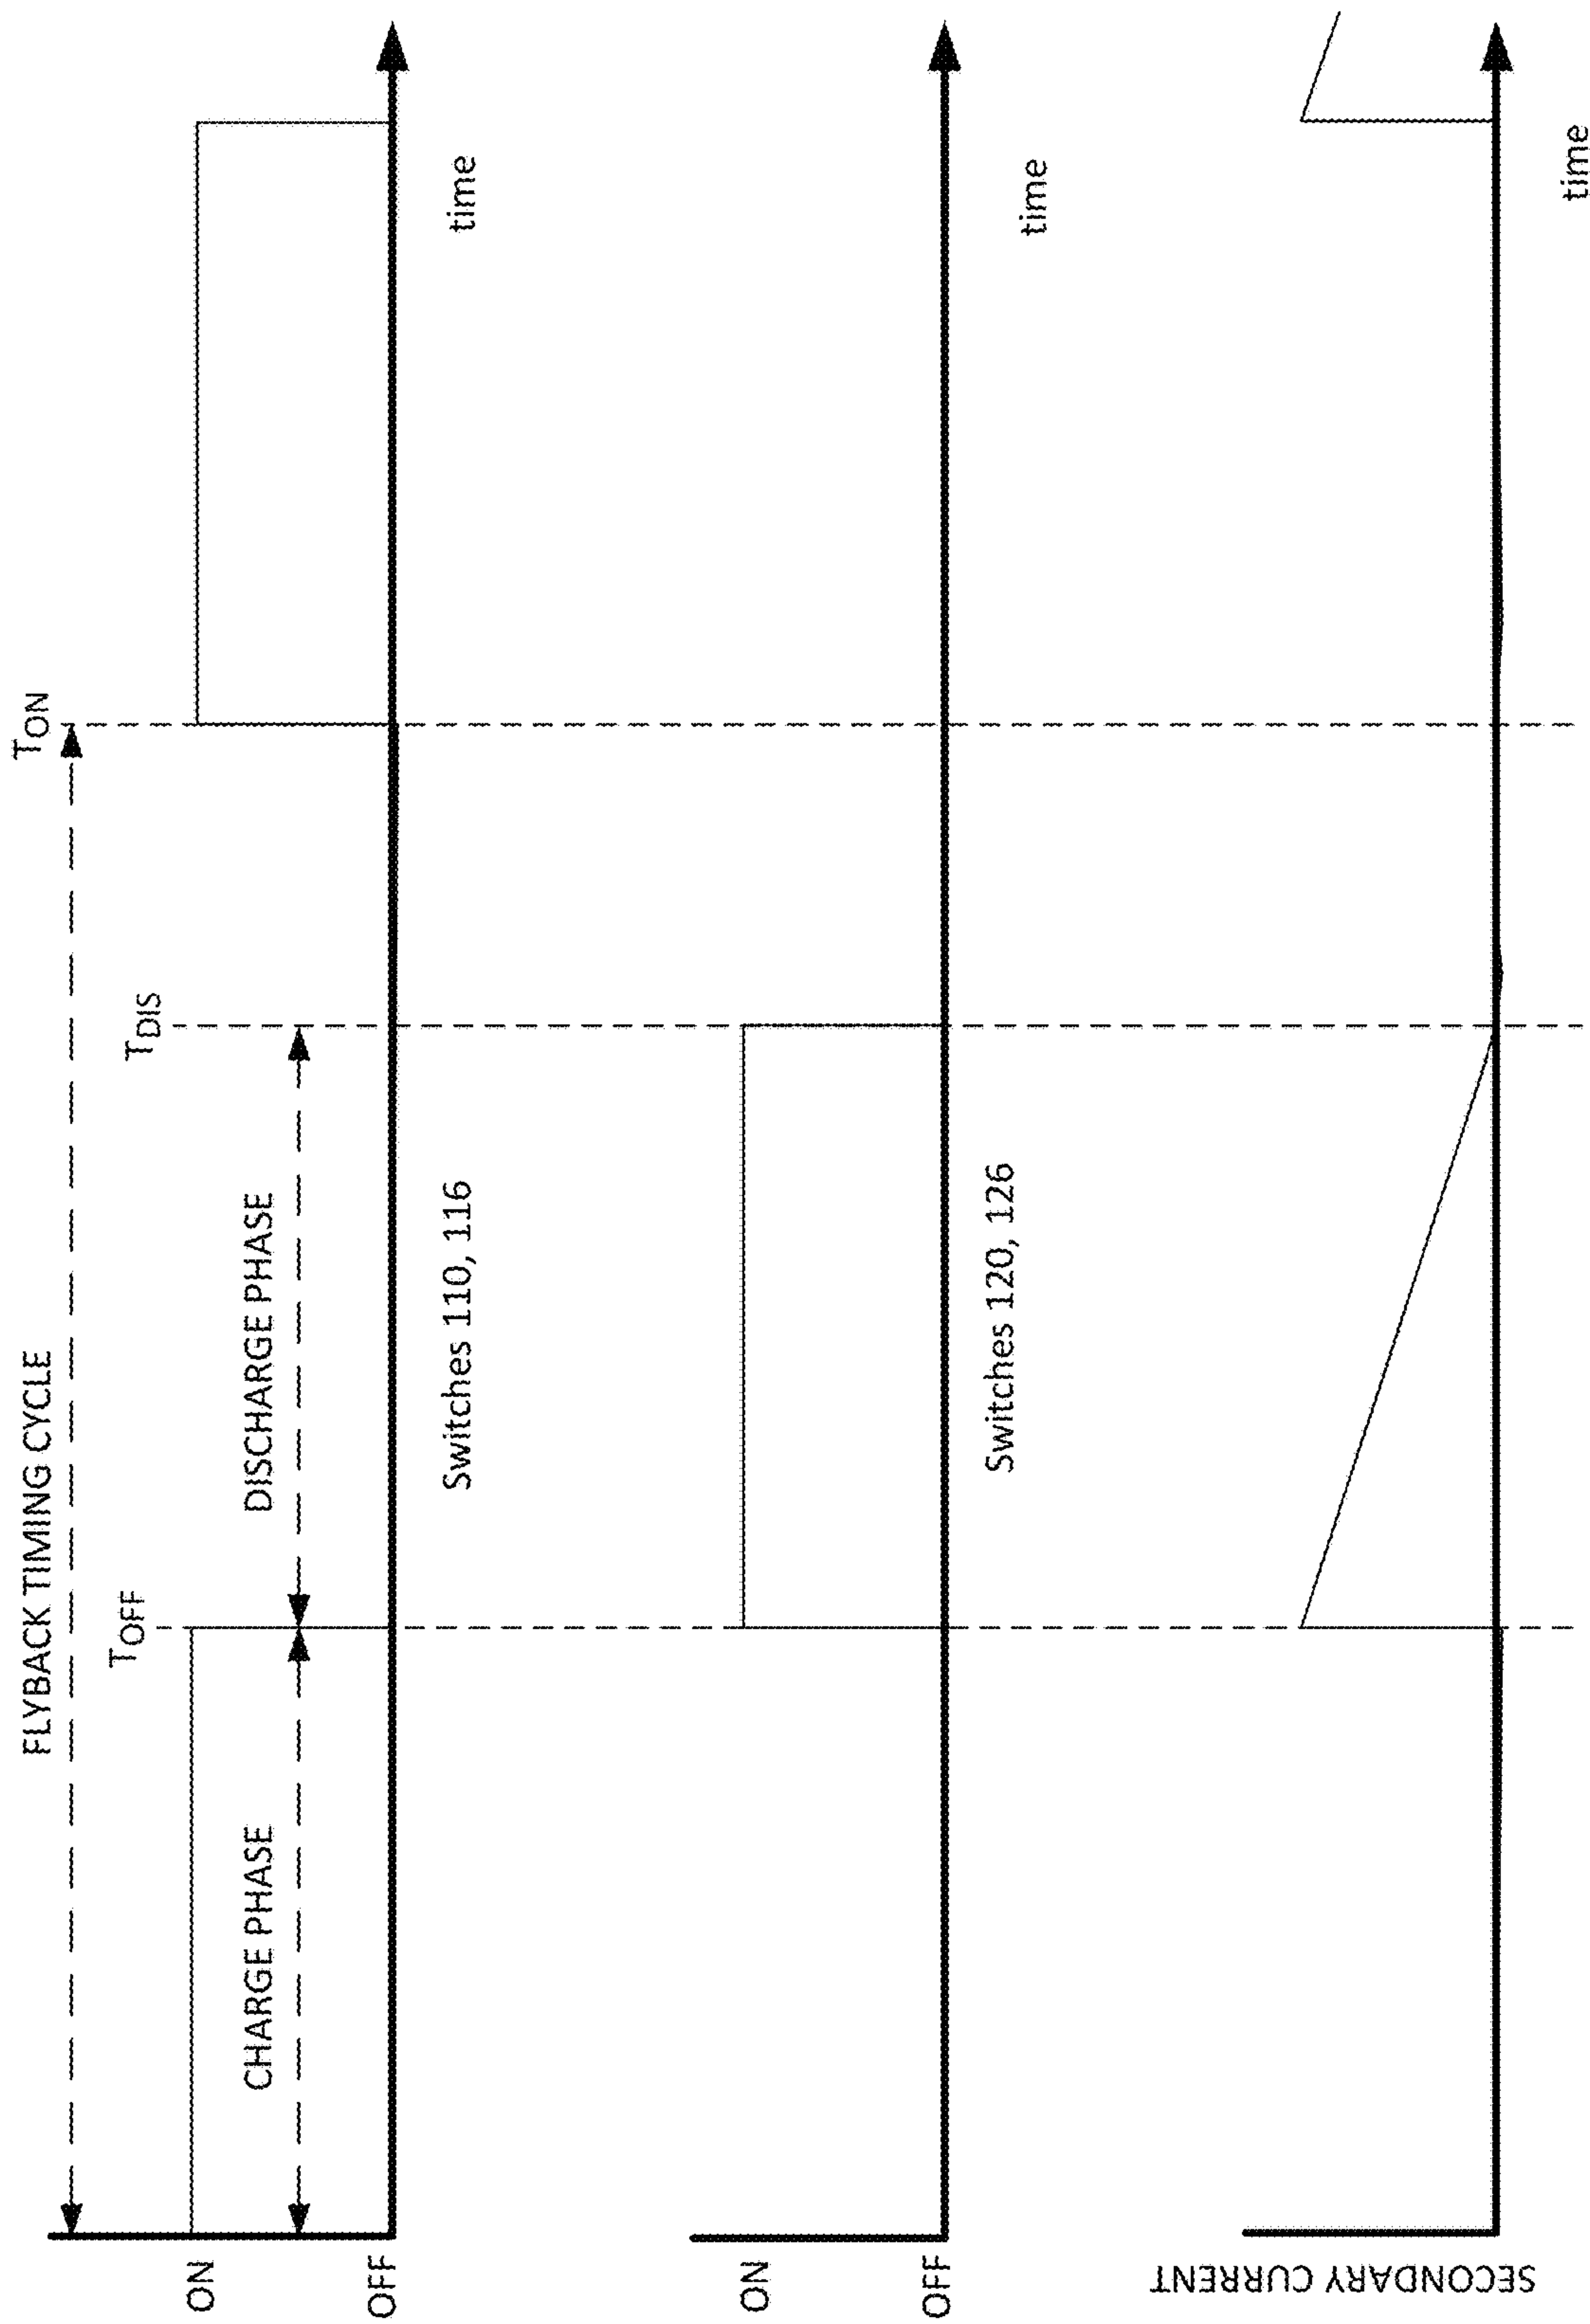 FLYBACK TIMING CYCLE
T_ON
T_OFF
T_DIS
CHARGE PHASE
DISCHARGE PHASE
ON
OFF
Switches 110, 116
time
ON
OFF
Switches 120, 126
time
SECONDARY CURRENT
time